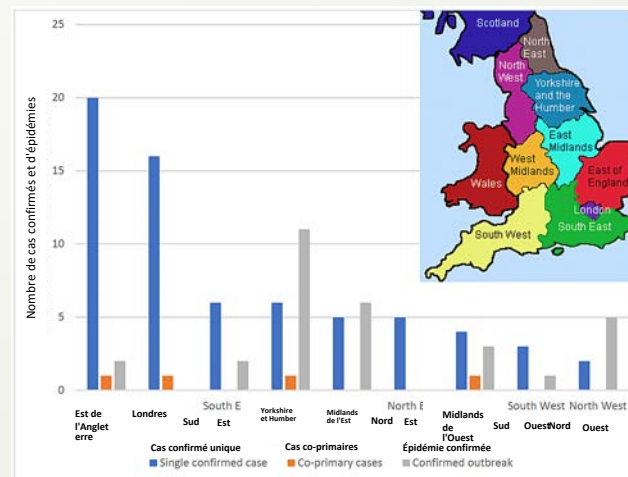 25
20
15
10
5
0
Nombre de cas confirmés et d'épidémies
Scotland
North
East
North
West
Yorkshire
and the
Humber
East
Midlands
West
Midlands
Wales
East of
England
London
South East
South West
Est de
l'Anglet
erre
Londres
South E
Sud Est
Yorkshire
et Humber
Midlands
de l'Est
North E
Nord Est
Midlands
de
l'Ouest
South West North West
Sud Ouest Nord Ouest
Cas confirmé unique Cas co-primaires Épidémie confirmée
Single confirmed case Co-primary cases Confirmed outbreak